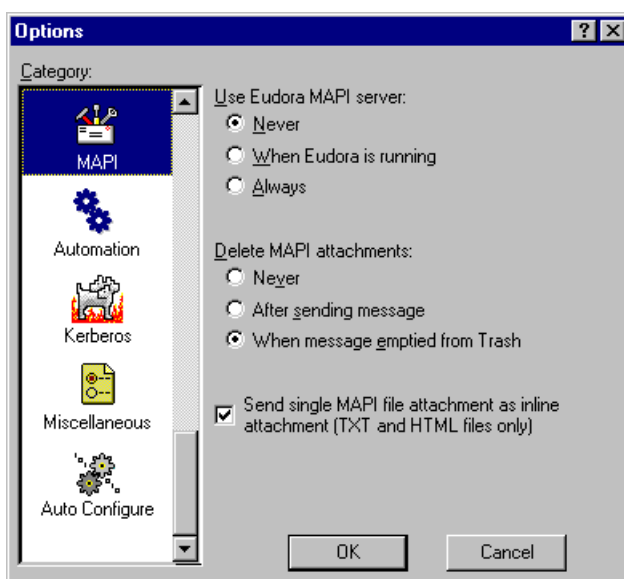 Options
Category:
MAPI
Automation
Kerberos
Miscellaneous
Auto Configure
Use Eudora MAPI server:
Never
When Eudora is running
Always
Delete MAPI attachments:
Never
After sending message
When message emptied from Trash
Send single MAPI file attachment as inline
attachment (TXT and HTML files only)
OK
Cancel